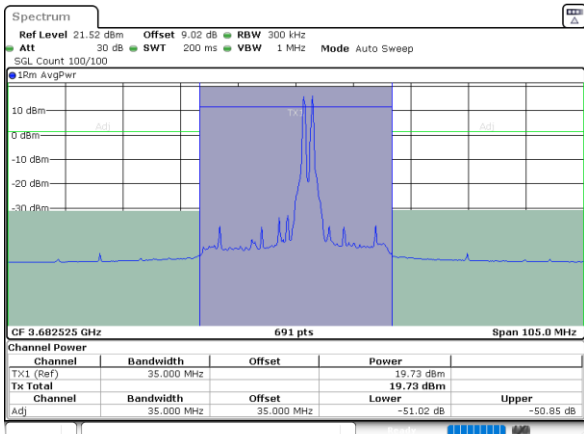 Spectrum
Ref Level 21.52 dBm Offset 9.02 dB RBW 300 kHz
Att 30 dB SWT 200 ms VBW 1 MHz Mode Auto Sweep
SGL Count 100/100
1Rm AvgPwr
10 dBm
TX1
Adj Adj
0 dBm
-10 dBm
-20 dBm
-30 dBm
CF 3.682525 GHz 691 pts Span 105.0 MHz
Channel Power
Channel Bandwidth Offset Power
TX1 (Ref) 35.000 MHz 19.73 dBm
Tx Total 19.73 dBm
Channel Bandwidth Offset Lower Upper
Adj 35.000 MHz 35.000 MHz -51.02 dB -50.85 dB